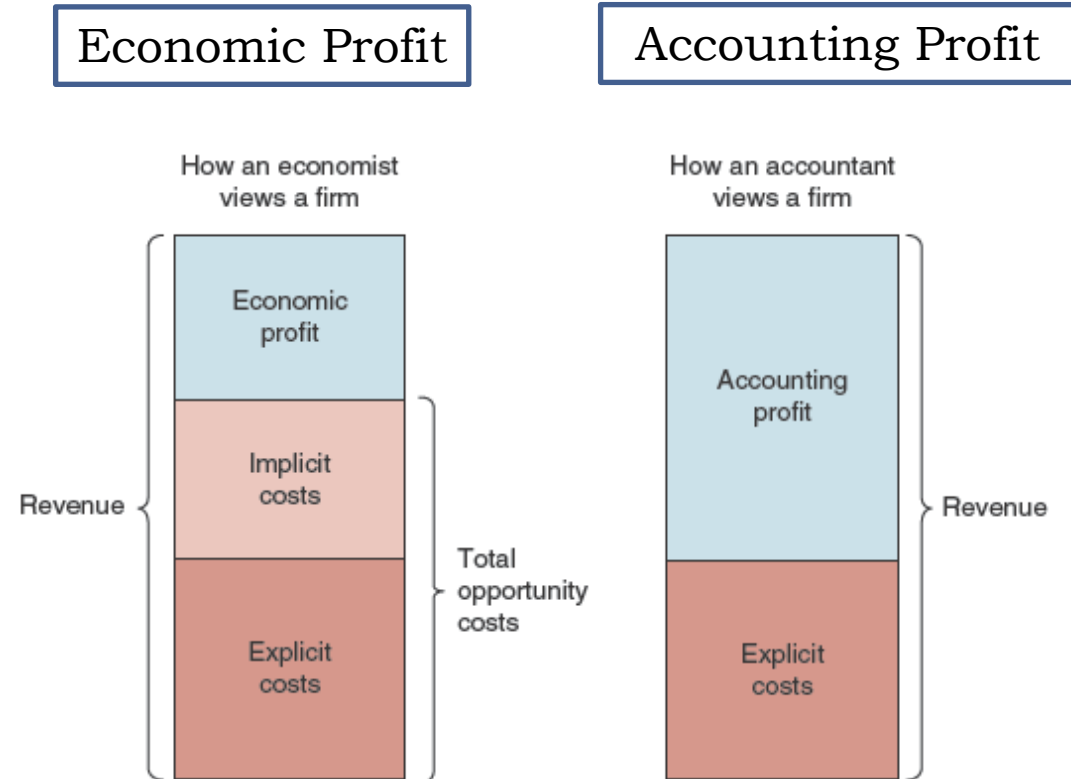 Economic Profit
Accounting Profit
How an economist
views a firm
How an accountant
views a firm
Economic
profit
Implicit
costs
Explicit
costs
Revenue
Total
opportunity
costs
Accounting
profit
Explicit
costs
Revenue